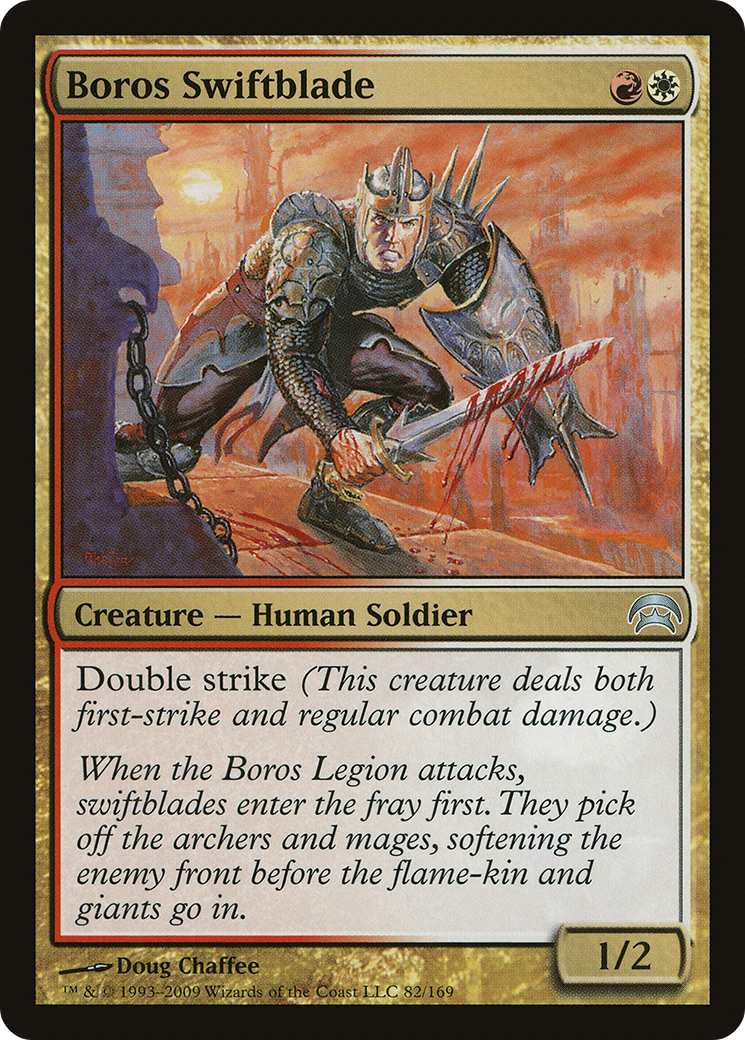 Boros Swiftblade
Creature — Human Soldier
Double strike (This creature deals both
first-strike and regular combat damage.)
When the Boros Legion attacks,
swiftblades enter the fray first. They pick
off the archers and mages, softening the
enemy front before the flame-kin and
giants go in.
1/2
Doug Chaffee
™ & © 1993–2009 Wizards of the Coast LLC 82/169